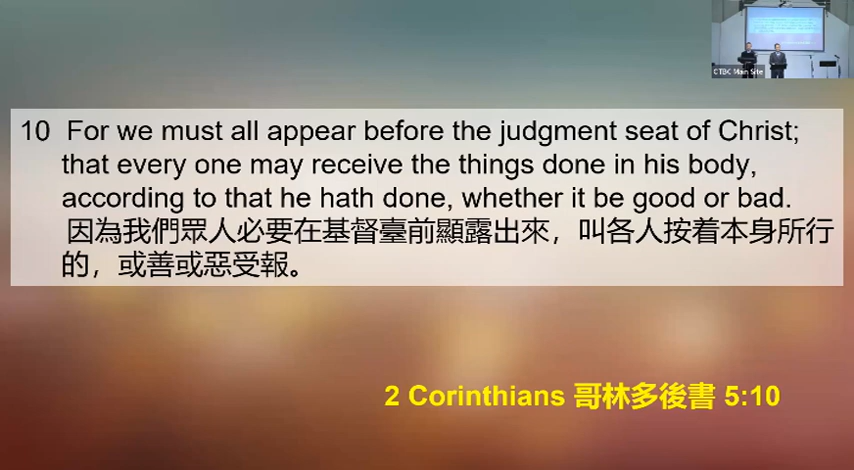 CTBC Main Site
10 For we must all appear before the judgment seat of Christ;
that every one may receive the things done in his body,
according to that he hath done, whether it be good or bad.
因為我們眾人必要在基督臺前顯露出來，叫各人按着本身所行
的，或善或惡受報。
2 Corinthians 哥林多後書 5:10